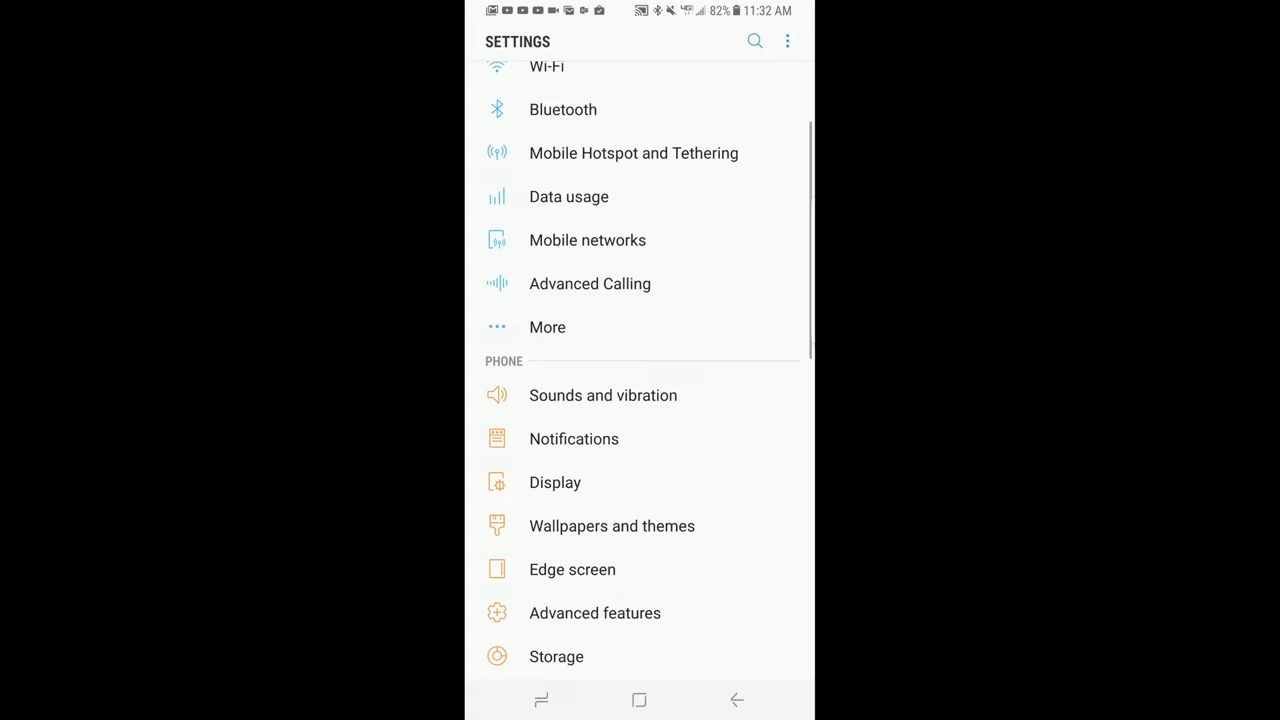 82% 11:32 AM
SETTINGS
Wi-Fi
Bluetooth
Mobile Hotspot and Tethering
Data usage
Mobile networks
Advanced Calling
More
PHONE
Sounds and vibration
Notifications
Display
Wallpapers and themes
Edge screen
Advanced features
Storage